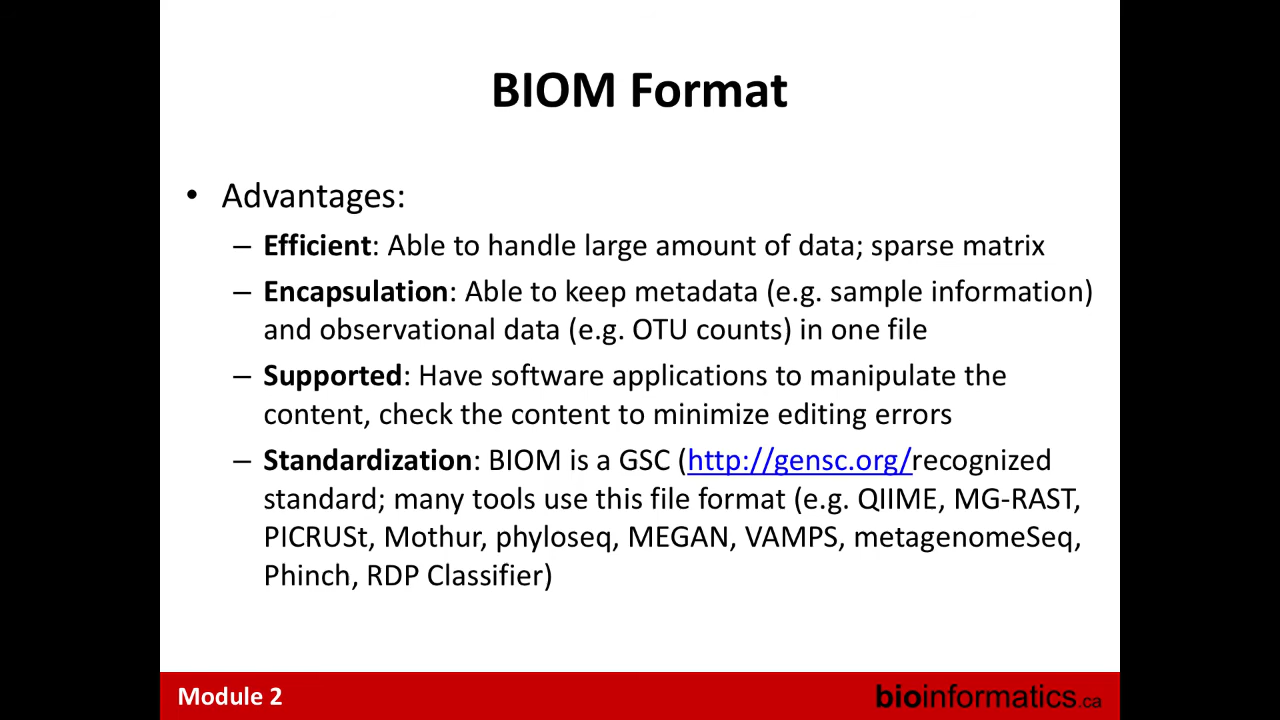 BIOM Format
• Advantages:
– Efficient: Able to handle large amount of data; sparse matrix
– Encapsulation: Able to keep metadata (e.g. sample information)
and observational data (e.g. OTU counts) in one file
– Supported: Have software applications to manipulate the
content, check the content to minimize editing errors
– Standardization: BIOM is a GSC (http://gensc.org/recognized
standard; many tools use this file format (e.g. QIIME, MG-RAST,
PICRUSt, Mothur, phyloseq, MEGAN, VAMPS, metagenomeSeq,
Phinch, RDP Classifier)
Module 2
bioinformatics.ca